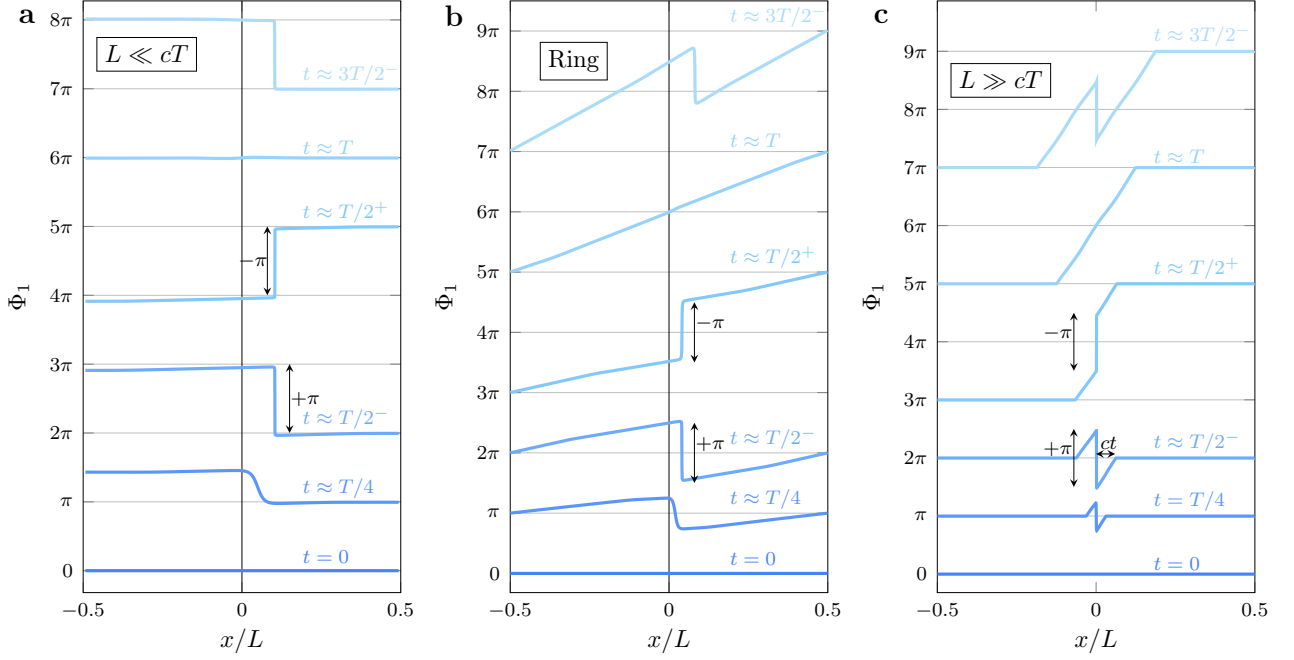 a
L ≪ cT
t ≈ 3T/2⁻
t ≈ T
t ≈ T/2⁺
−π
+π
t ≈ T/2⁻
t ≈ T/4
t = 0
8π
7π
6π
5π
4π
3π
2π
π
0
Φ₁
−0.5
0
0.5
x/L
b
Ring
t ≈ 3T/2⁻
t ≈ T
t ≈ T/2⁺
−π
+π
t ≈ T/2⁻
t ≈ T/4
t = 0
9π
8π
7π
6π
5π
4π
3π
2π
π
0
Φ₁
−0.5
0
0.5
x/L
c
L ≫ cT
t ≈ 3T/2⁻
t ≈ T
t ≈ T/2⁺
−π
+π
ct
t ≈ T/2⁻
t = T/4
t = 0
9π
8π
7π
6π
5π
4π
3π
2π
π
0
Φ₁
−0.5
0
0.5
x/L